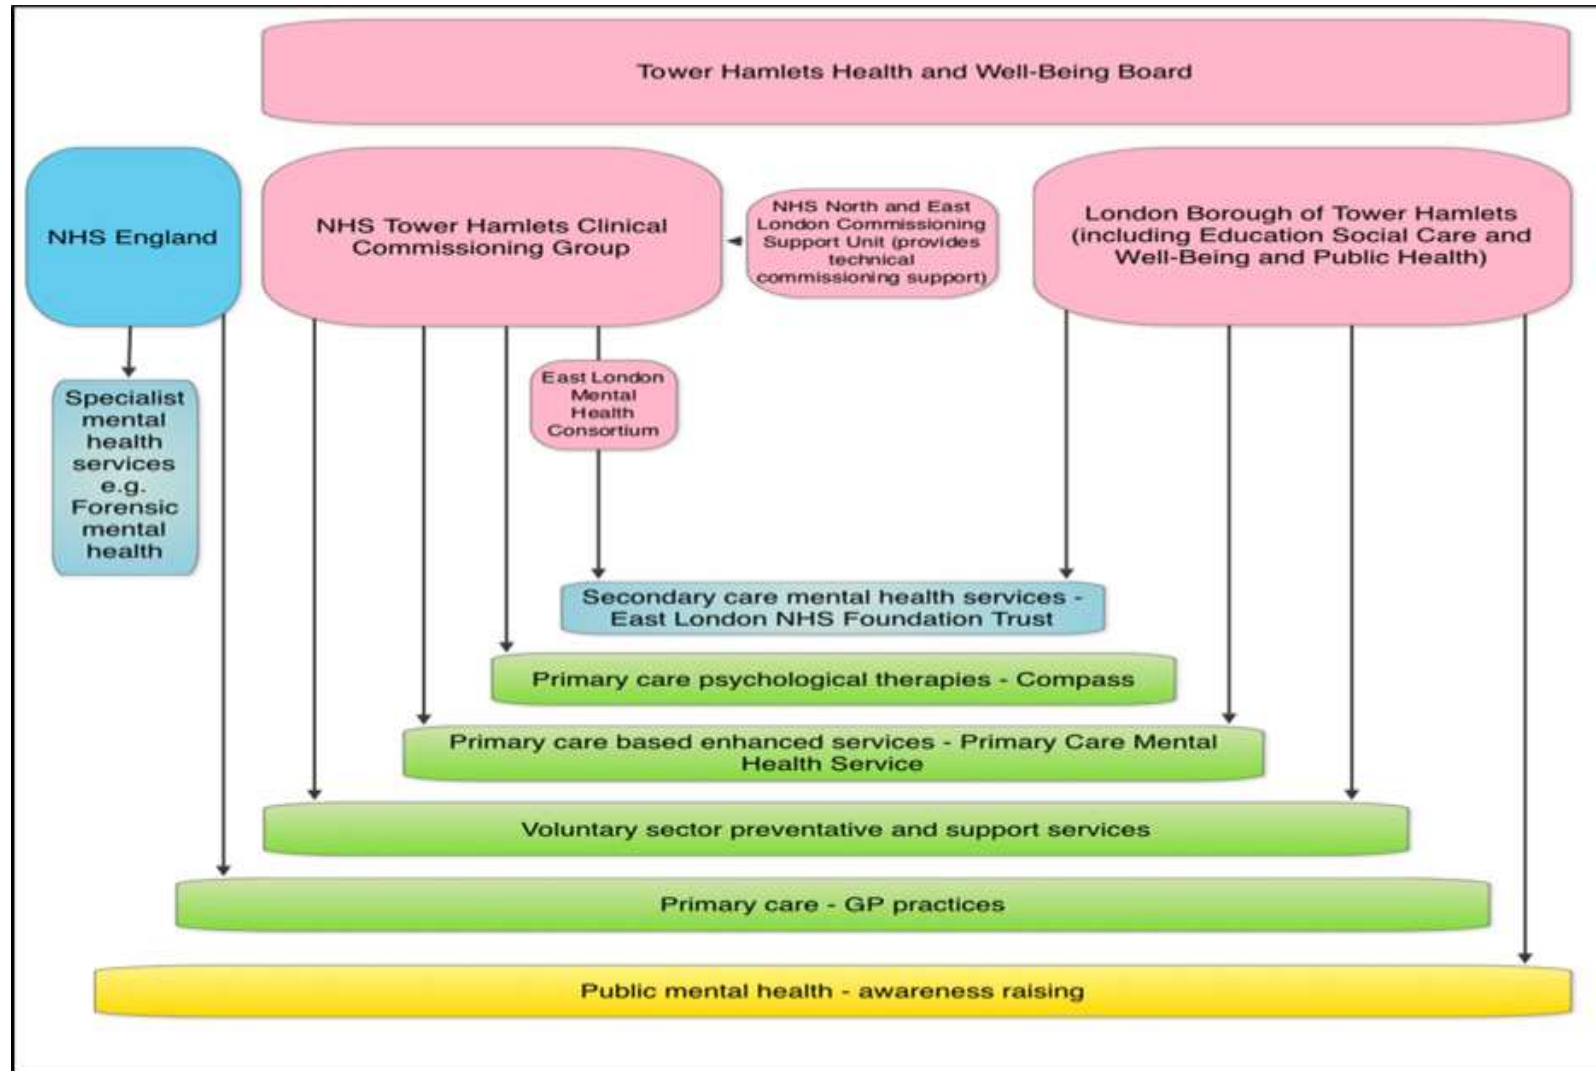 Tower Hamlets Health and Well-Being Board
NHS England
NHS Tower Hamlets Clinical
Commissioning Group
NHS North and East
London Commissioning
Support Unit (provides
technical
commissioning support)
London Borough of Tower Hamlets
(including Education Social Care and
Well-Being and Public Health)
Specialist
mental
health
services
e.g.
Forensic
mental
health
East London
Mental
Health
Consortium
Secondary care mental health services -
East London NHS Foundation Trust
Primary care psychological therapies - Compass
Primary care based enhanced services - Primary Care Mental
Health Service
Voluntary sector preventative and support services
Primary care - GP practices
Public mental health - awareness raising